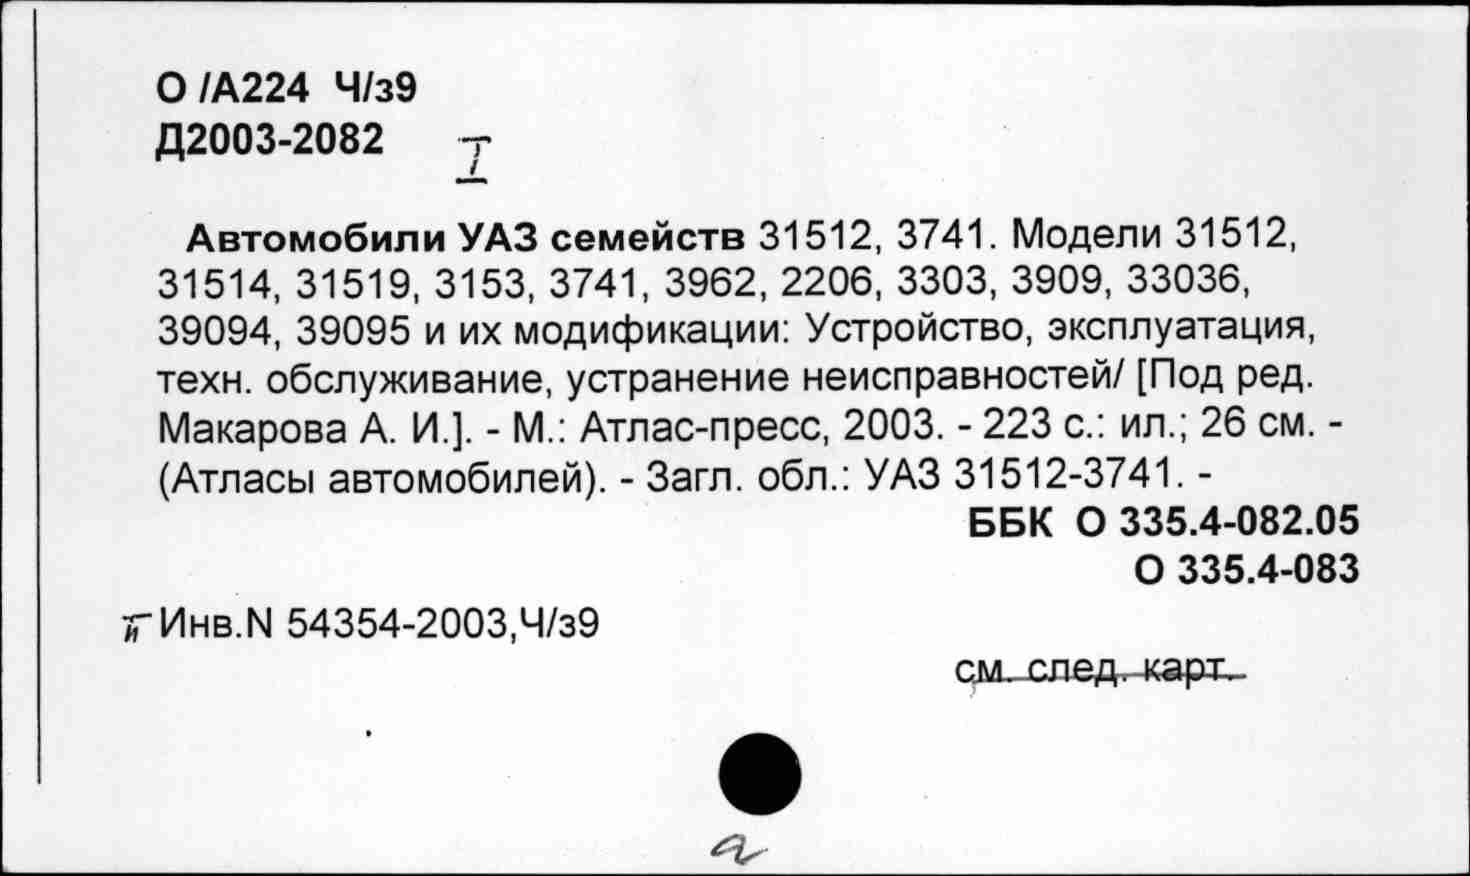 О /А224 Ч/з9
Д2003-2082 I
Автомобили УАЗ семейств 31512, 3741. Модели 31512,
31514, 31519, 3153, 3741, 3962, 2206, 3303, 3909, 33036,
39094, 39095 и их модификации: Устройство, эксплуатация,
техн. обслуживание, устранение неисправностей/ [Под ред.
Макарова А. И.]. - М.: Атлас-пресс, 2003. - 223 с.: ил.; 26 см. -
(Атласы автомобилей). - Загл. обл.: УАЗ 31512-3741. -
ББК О 335.4-082.05
О 335.4-083
Инв.N 54354-2003,Ч/з9
см. след. карт.